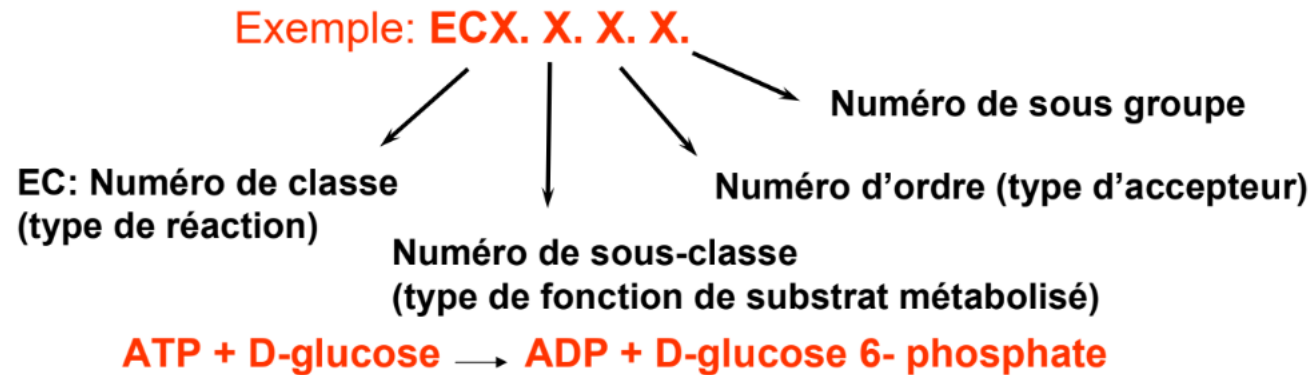 Exemple: ECX. X. X. X.
Numéro de sous groupe
EC: Numéro de classe
(type de réaction)
Numéro d'ordre (type d'accepteur)
Numéro de sous-classe
(type de fonction de substrat métabolisé)
ATP + D-glucose → ADP + D-glucose 6- phosphate